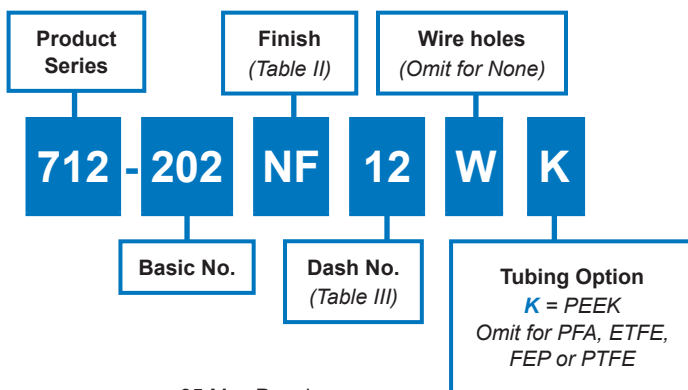 Product
Series
Finish
(Table II)
Wire holes
(Omit for None)
712 - 202 NF 12 W K
Basic No.
Dash No.
(Table III)
Tubing Option
K = PEEK
Omit for PFA, ETFE,
FEP or PTFE